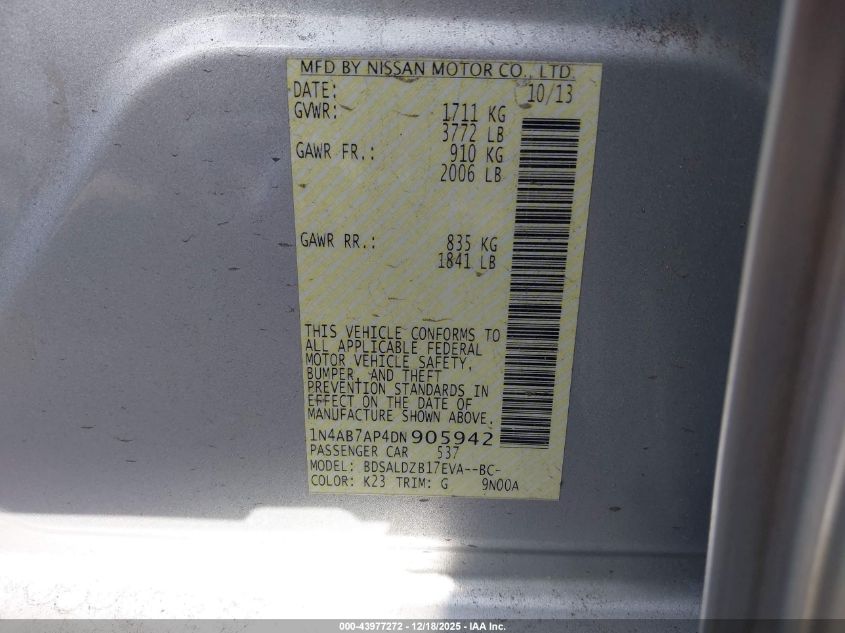 MFD BY NISSAN MOTOR CO., LTD
DATE: 10/13
GVWR: 1711 KG
3772 LB
GAWR FR.: 910 KG
2006 LB
GAWR RR.: 835 KG
1841 LB
THIS VEHICLE CONFORMS TO
ALL APPLICABLE FEDERAL
MOTOR VEHICLE SAFETY,
BUMPER, AND THEFT
PREVENTION STANDARDS IN
EFFECT ON THE DATE OF
MANUFACTURE SHOWN ABOVE.
1N4AB7AP4DN905942
PASSENGER CAR 537
MODEL: BDSALDZB17EVA--BC-
COLOR: K23 TRIM: G 9N00A
000-43977272 - 12/18/2025 - IAA Inc.